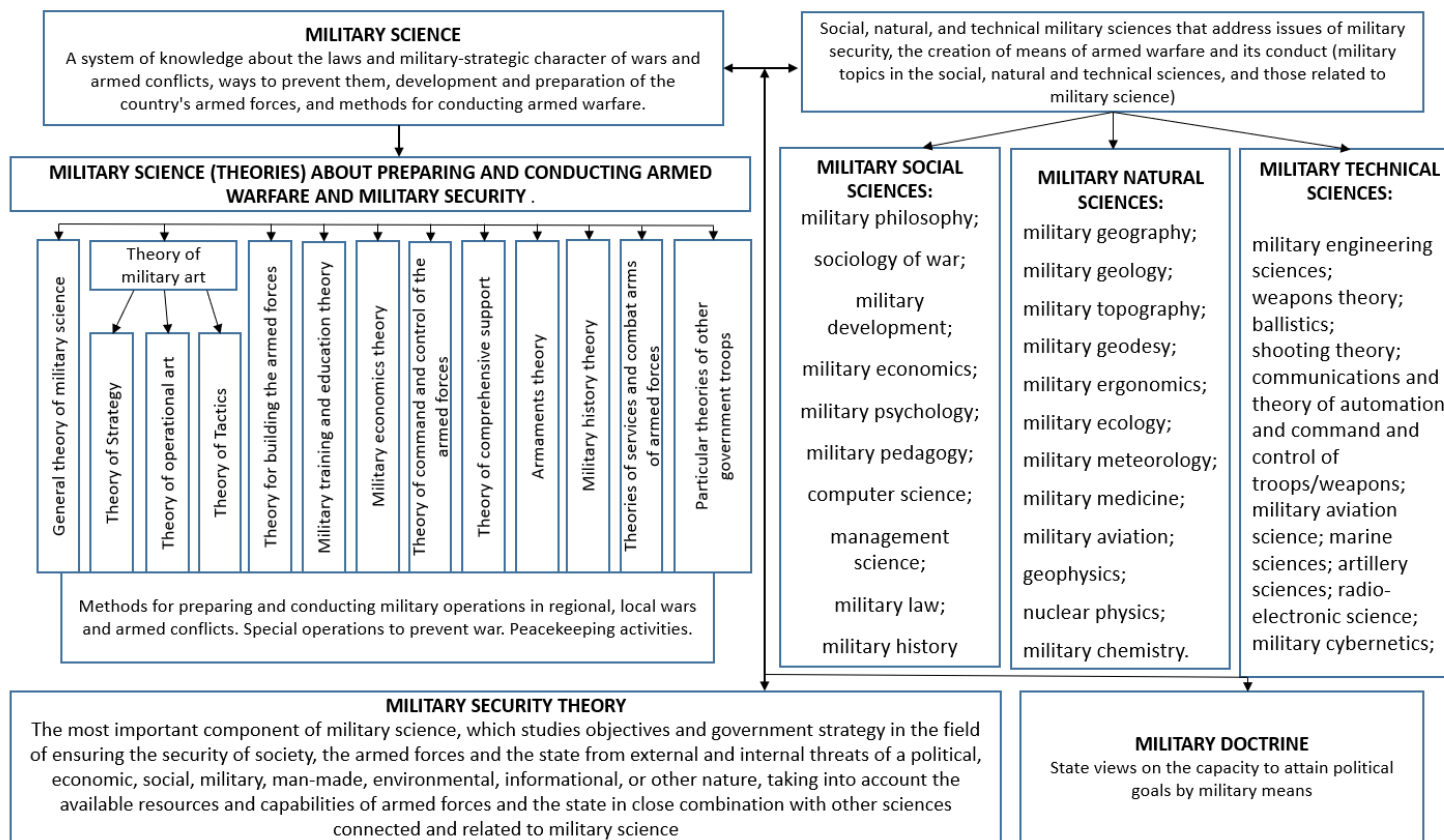 MILITARY SCIENCE
A system of knowledge about the laws and military-strategic character of wars and
armed conflicts, ways to prevent them, development and preparation of the
country's armed forces, and methods for conducting armed warfare.
Social, natural, and technical military sciences that address issues of military
security, the creation of means of armed warfare and its conduct (military
topics in the social, natural and technical sciences, and those related to
military science)
MILITARY SCIENCE (THEORIES) ABOUT PREPARING AND CONDUCTING ARMED
WARFARE AND MILITARY SECURITY .
General theory of military science
Theory of
military art
Theory of Strategy
Theory of operational art
Theory of Tactics
Theory for building the armed forces
Military training and education theory
Military economics theory
Theory of command and control of the
armed forces
Theory of comprehensive support
Armaments theory
Military history theory
Theories of services and combat arms
of armed forces
Particular theories of other
government troops
Methods for preparing and conducting military operations in regional, local wars
and armed conflicts. Special operations to prevent war. Peacekeeping activities.
MILITARY SOCIAL
SCIENCES:
military philosophy;
sociology of war;
military
development;
military economics;
military psychology;
military pedagogy;
computer science;
management
science;
military law;
military history
MILITARY NATURAL
SCIENCES:
military geography;
military geology;
military topography;
military geodesy;
military ergonomics;
military ecology;
military meteorology;
military medicine;
military aviation;
geophysics;
nuclear physics;
military chemistry.
MILITARY TECHNICAL
SCIENCES:
military engineering
sciences;
weapons theory;
ballistics;
shooting theory;
communications and
theory of automation
and command and
control of
troops/weapons;
military aviation
science; marine
sciences; artillery
sciences; radio-
electronic science;
military cybernetics;
MILITARY SECURITY THEORY
The most important component of military science, which studies objectives and government strategy in the field
of ensuring the security of society, the armed forces and the state from external and internal threats of a political,
economic, social, military, man-made, environmental, informational, or other nature, taking into account the
available resources and capabilities of armed forces and the state in close combination with other sciences
connected and related to military science
MILITARY DOCTRINE
State views on the capacity to attain political
goals by military means